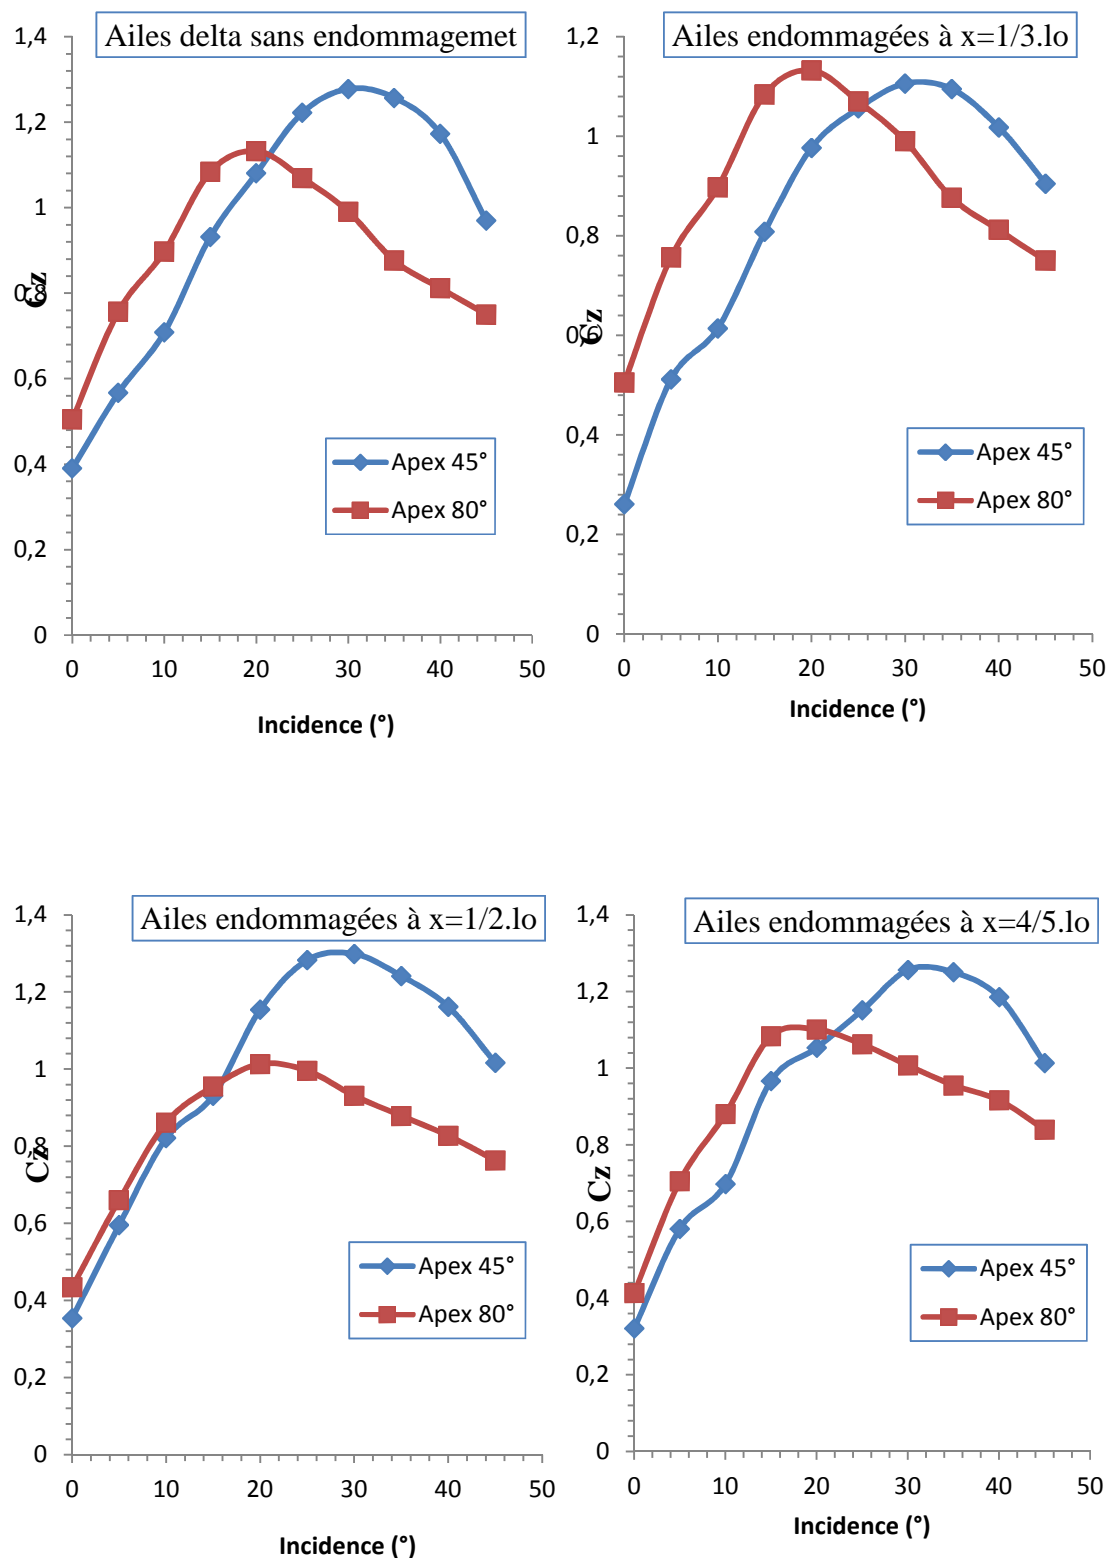 Ailes delta sans endommagemet
1,4
1,2
1
0,8
0,6
0,4
0,2
0
Cz
Apex 45°
Apex 80°
0 10 20 30 40 50
Incidence (°)
Ailes endommagées à x=1/3.lo
1,2
1
0,8
0,6
0,4
0,2
0
Cz
Apex 45°
Apex 80°
0 10 20 30 40 50
Incidence (°)
Ailes endommagées à x=1/2.lo
1,4
1,2
1
0,8
0,6
0,4
0,2
0
Cz
Apex 45°
Apex 80°
0 10 20 30 40 50
Incidence (°)
Ailes endommagées à x=4/5.lo
1,4
1,2
1
0,8
0,6
0,4
0,2
0
Cz
Apex 45°
Apex 80°
0 10 20 30 40 50
Incidence (°)